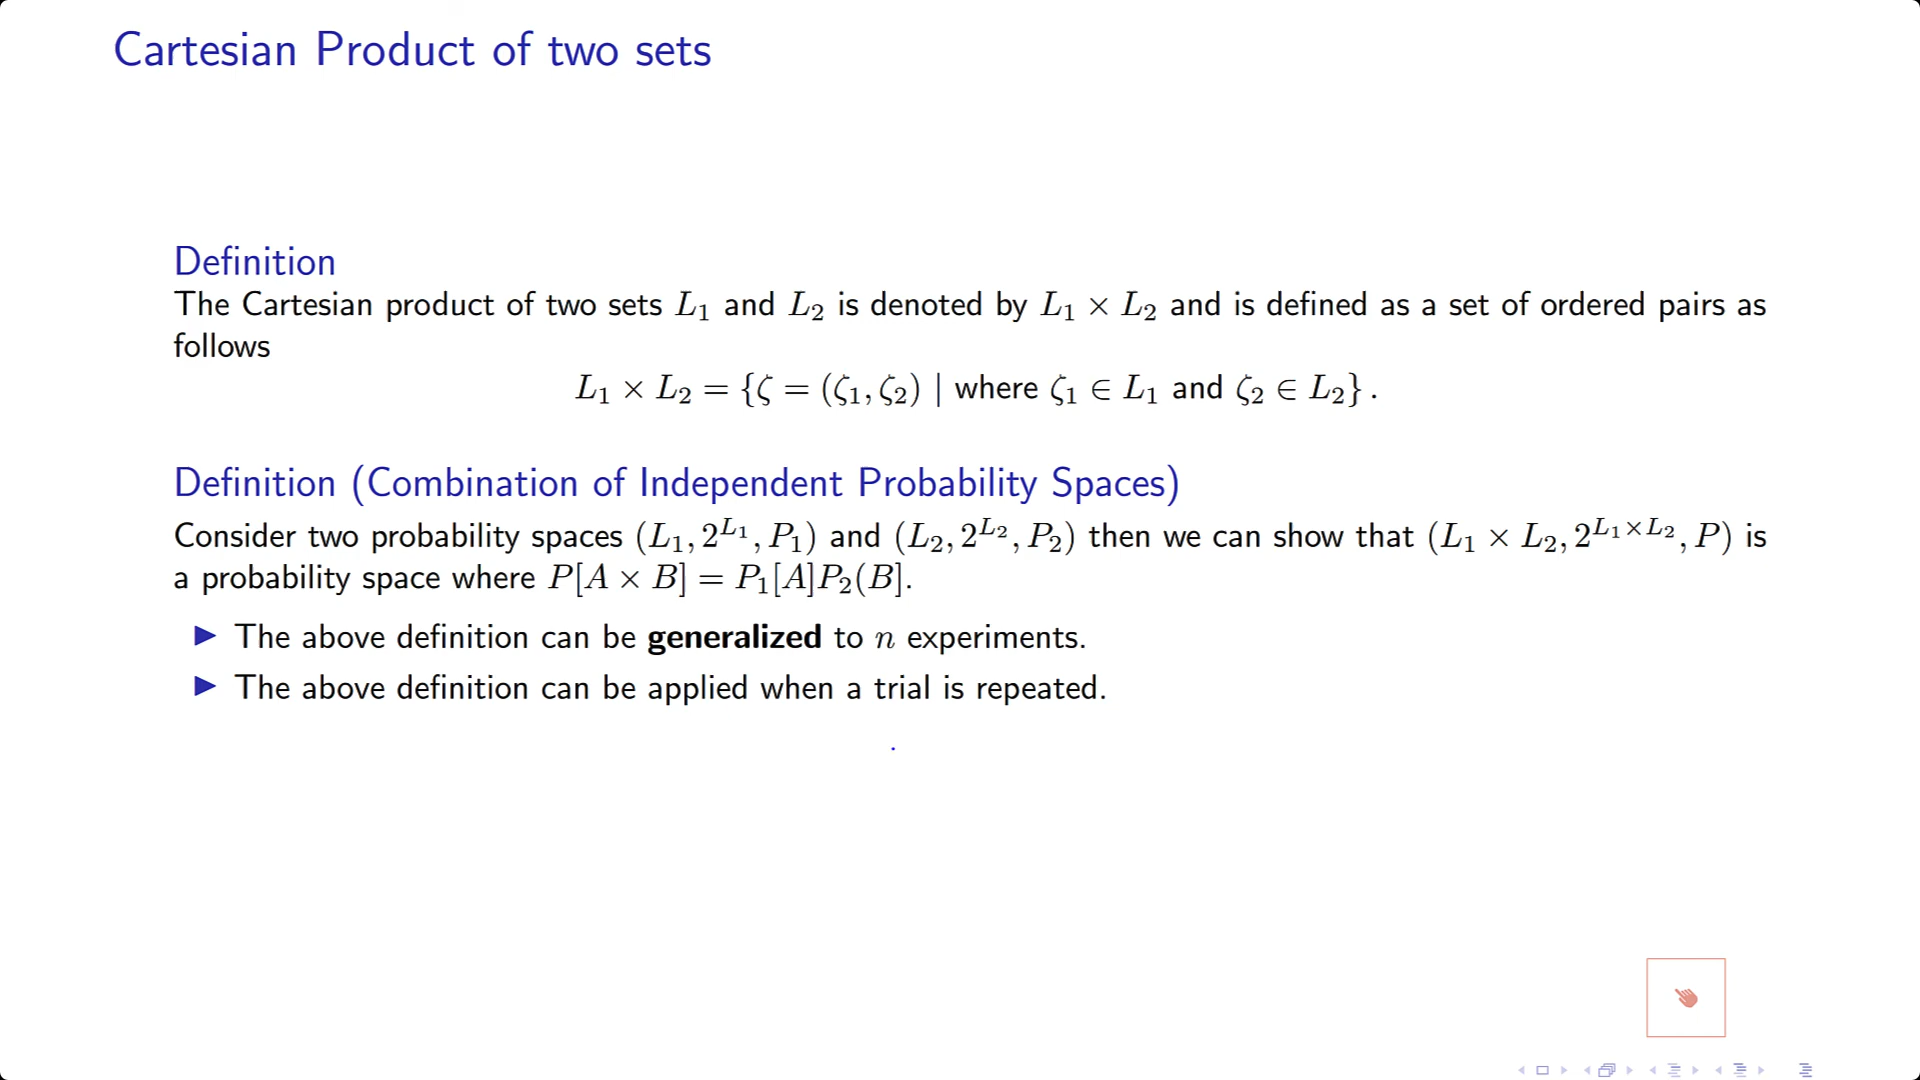 Cartesian Product of two sets
Definition
The Cartesian product of two sets L₁ and L₂ is denoted by L₁ × L₂ and is defined as a set of ordered pairs as
follows
L₁ × L₂ = {ζ = (ζ₁, ζ₂) | where ζ₁ ∈ L₁ and ζ₂ ∈ L₂} .
Definition (Combination of Independent Probability Spaces)
Consider two probability spaces (L₁, 2^{L₁}, P₁) and (L₂, 2^{L₂}, P₂) then we can show that (L₁ × L₂, 2^{L₁×L₂}, P) is
a probability space where P[A × B] = P₁[A]P₂(B].
▶ The above definition can be generalized to n experiments.
▶ The above definition can be applied when a trial is repeated.